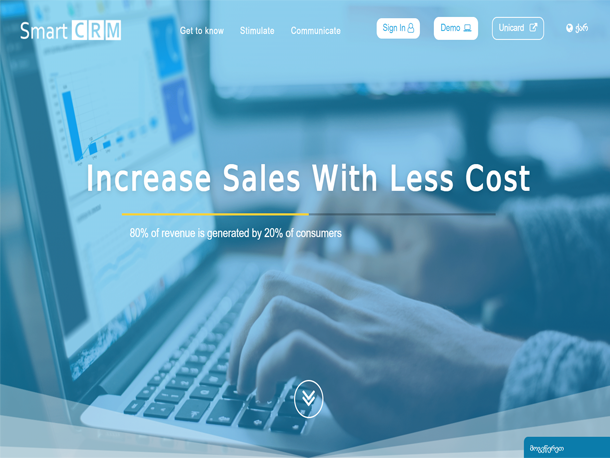 Smart CRM
Get to know
Stimulate
Communicate
Sign In
Demo
Unicard
ქარ
Increase Sales With Less Cost
80% of revenue is generated by 20% of consumers
მოგვწერეთ